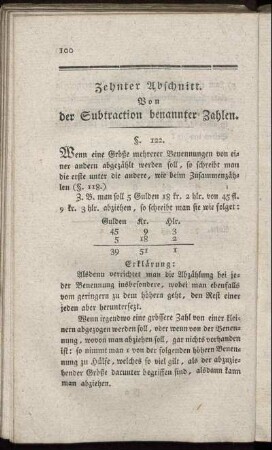 100
Zehnter Abschnitt.
Von
der Subtraction benannter Zahlen.
§. 122.
Wenn eine Größe mehrerer Benennungen von ei-
ner andern abgezählt werden soll, so schreibt man
die erste unter die andere, wie beim Zusammenzäh-
len (§. 118.)
Z. B. man soll 5 Gulden 18 kr. 2 hlr. von 45 fl.
9 kr. 3 hlr. abziehen, so schreibt man sie wie folget:
Gulden Kr. Hlr.
45 9 3
5 18 2
39 51 1
Erklärung:
Alsdenn verrichtet man die Abzählung bei je-
der Benennung insbesondere, wobei man ebenfalls
vom geringern zu dem höhern geht, den Rest einer
jeden aber heruntersezt.
Wenn irgendwo eine grössere Zahl von einer klei-
nern abgezogen werden soll, oder wenn von der Benen-
nung, wovon man abziehen soll, gar nichts vorhanden
ist: so nimmt man 1 von der folgenden höhern Benen-
nung zu Hülfe, welches so viel gilt, als der abzuzie-
henden Größe darunter begriffen sind, alsdann kann
man abziehen.